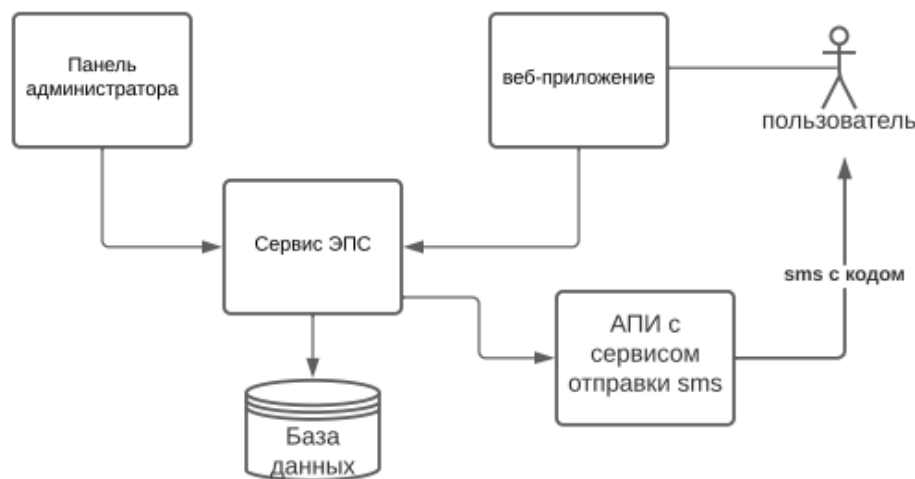 Панель
администратора
веб-приложение
пользователь
Сервис ЭПС
sms с кодом
АПИ с
сервисом
отправки sms
База
данных